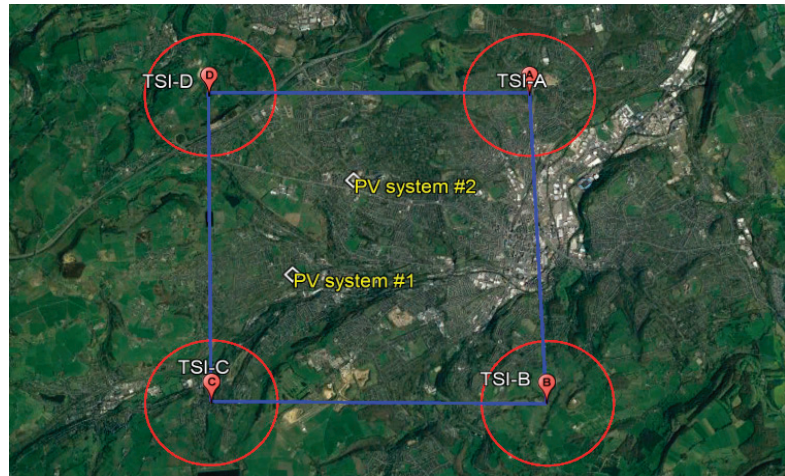 D
TSI-D
A
TSI-A
PV system #2
PV system #1
TSI-C
C
TSI-B
B